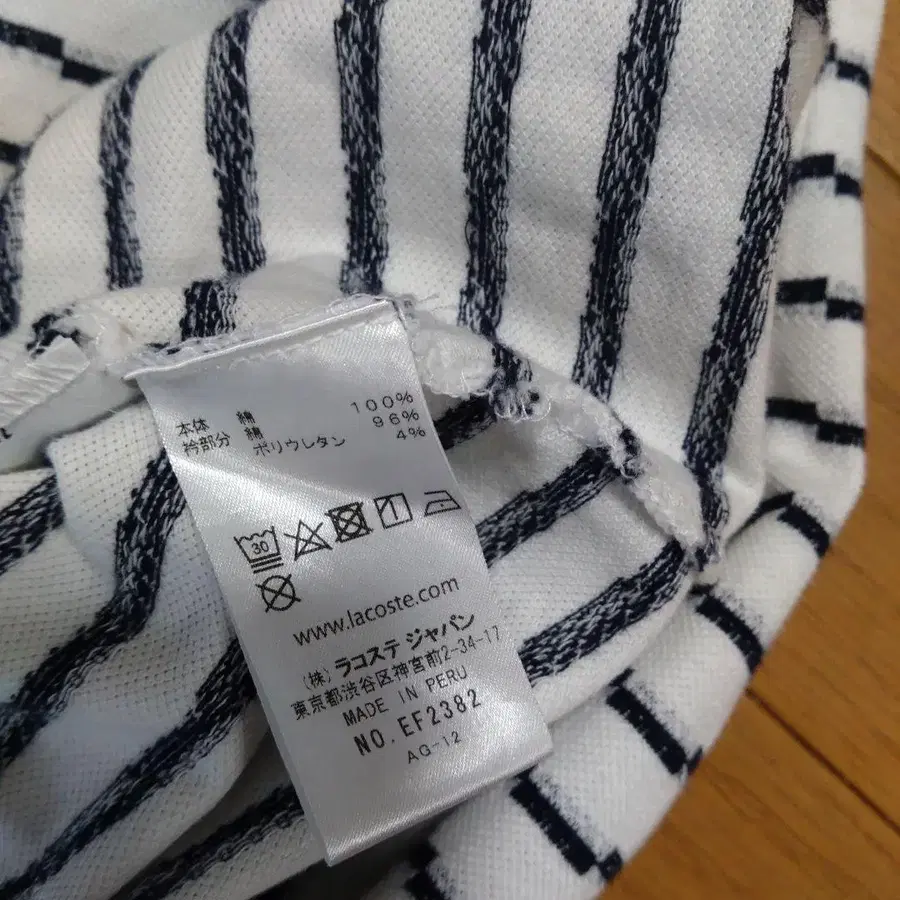 本体 綿 100%
衿部分 綿 96%
ポリウレタン 4%
30
www.lacoste.com
(株) ラコステ ジャパン
東京都渋谷区神宮前2-34-17
MADE IN PERU
NO. EF2382
AG-12